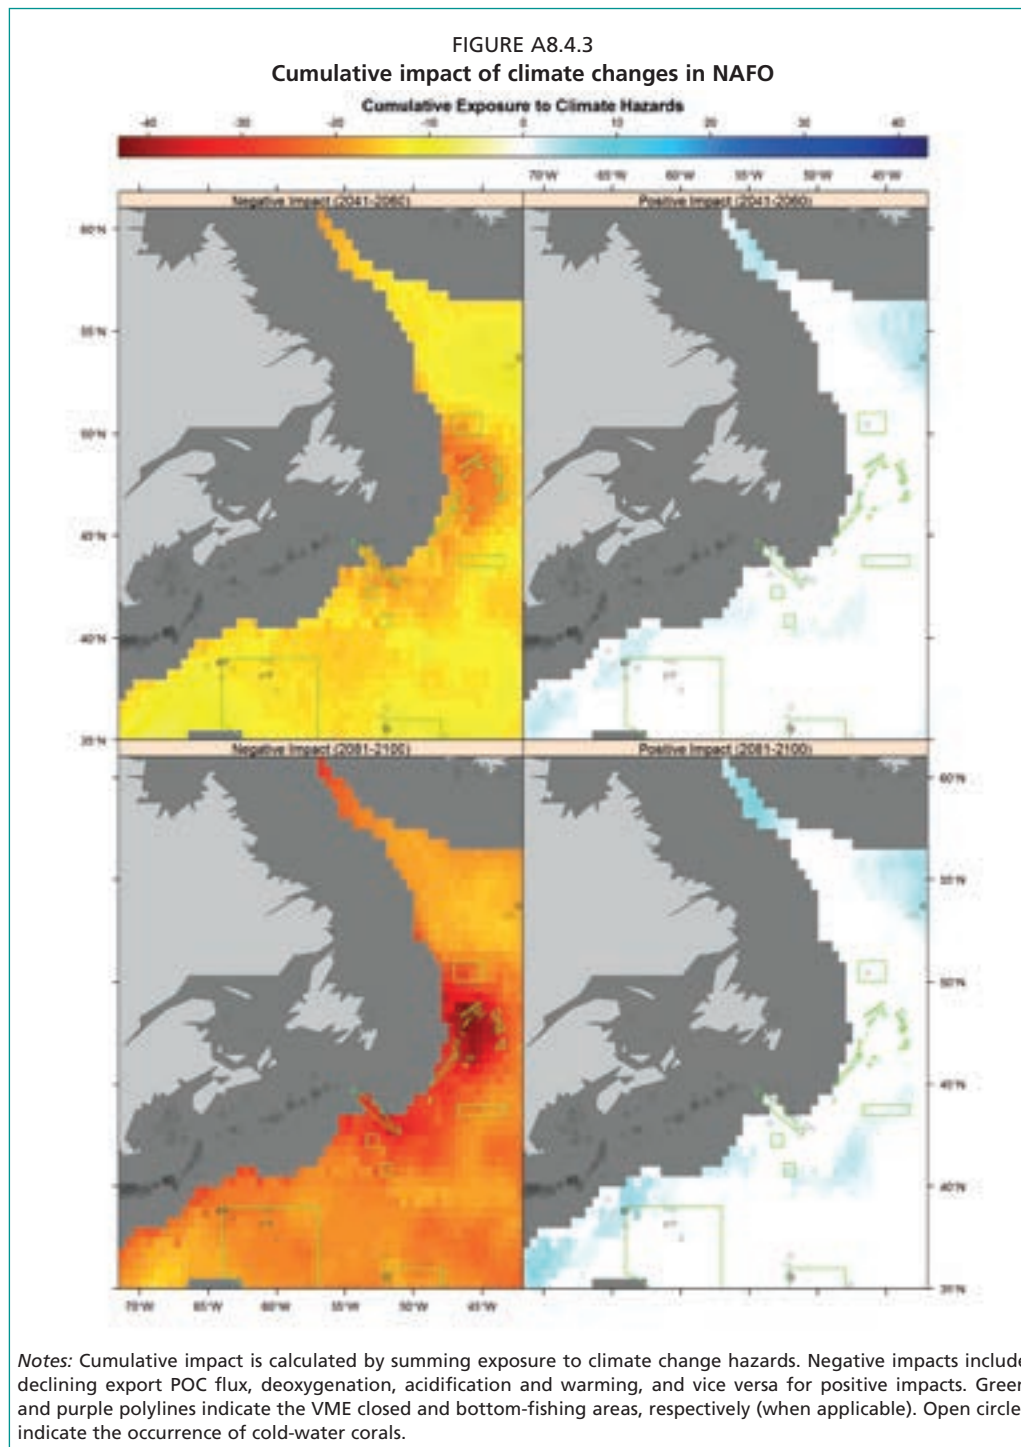 FIGURE A8.4.3
Cumulative impact of climate changes in NAFO
Cumulative Exposure to Climate Hazards
-40 -30 -20 -10 0 10 20 30 40
70°W 65°W 60°W 55°W 50°W 45°W
Negative Impact (2041-2060) Positive Impact (2041-2060)
60°N
55°N
50°N
45°N
40°N
35°N
Negative Impact (2081-2100) Positive Impact (2081-2100)
60°N
55°N
50°N
45°N
40°N
35°N
70°W 65°W 60°W 55°W 50°W 45°W
Notes: Cumulative impact is calculated by summing exposure to climate change hazards. Negative impacts include
declining export POC flux, deoxygenation, acidification and warming, and vice versa for positive impacts. Green
and purple polylines indicate the VME closed and bottom-fishing areas, respectively (when applicable). Open circle
indicate the occurrence of cold-water corals.